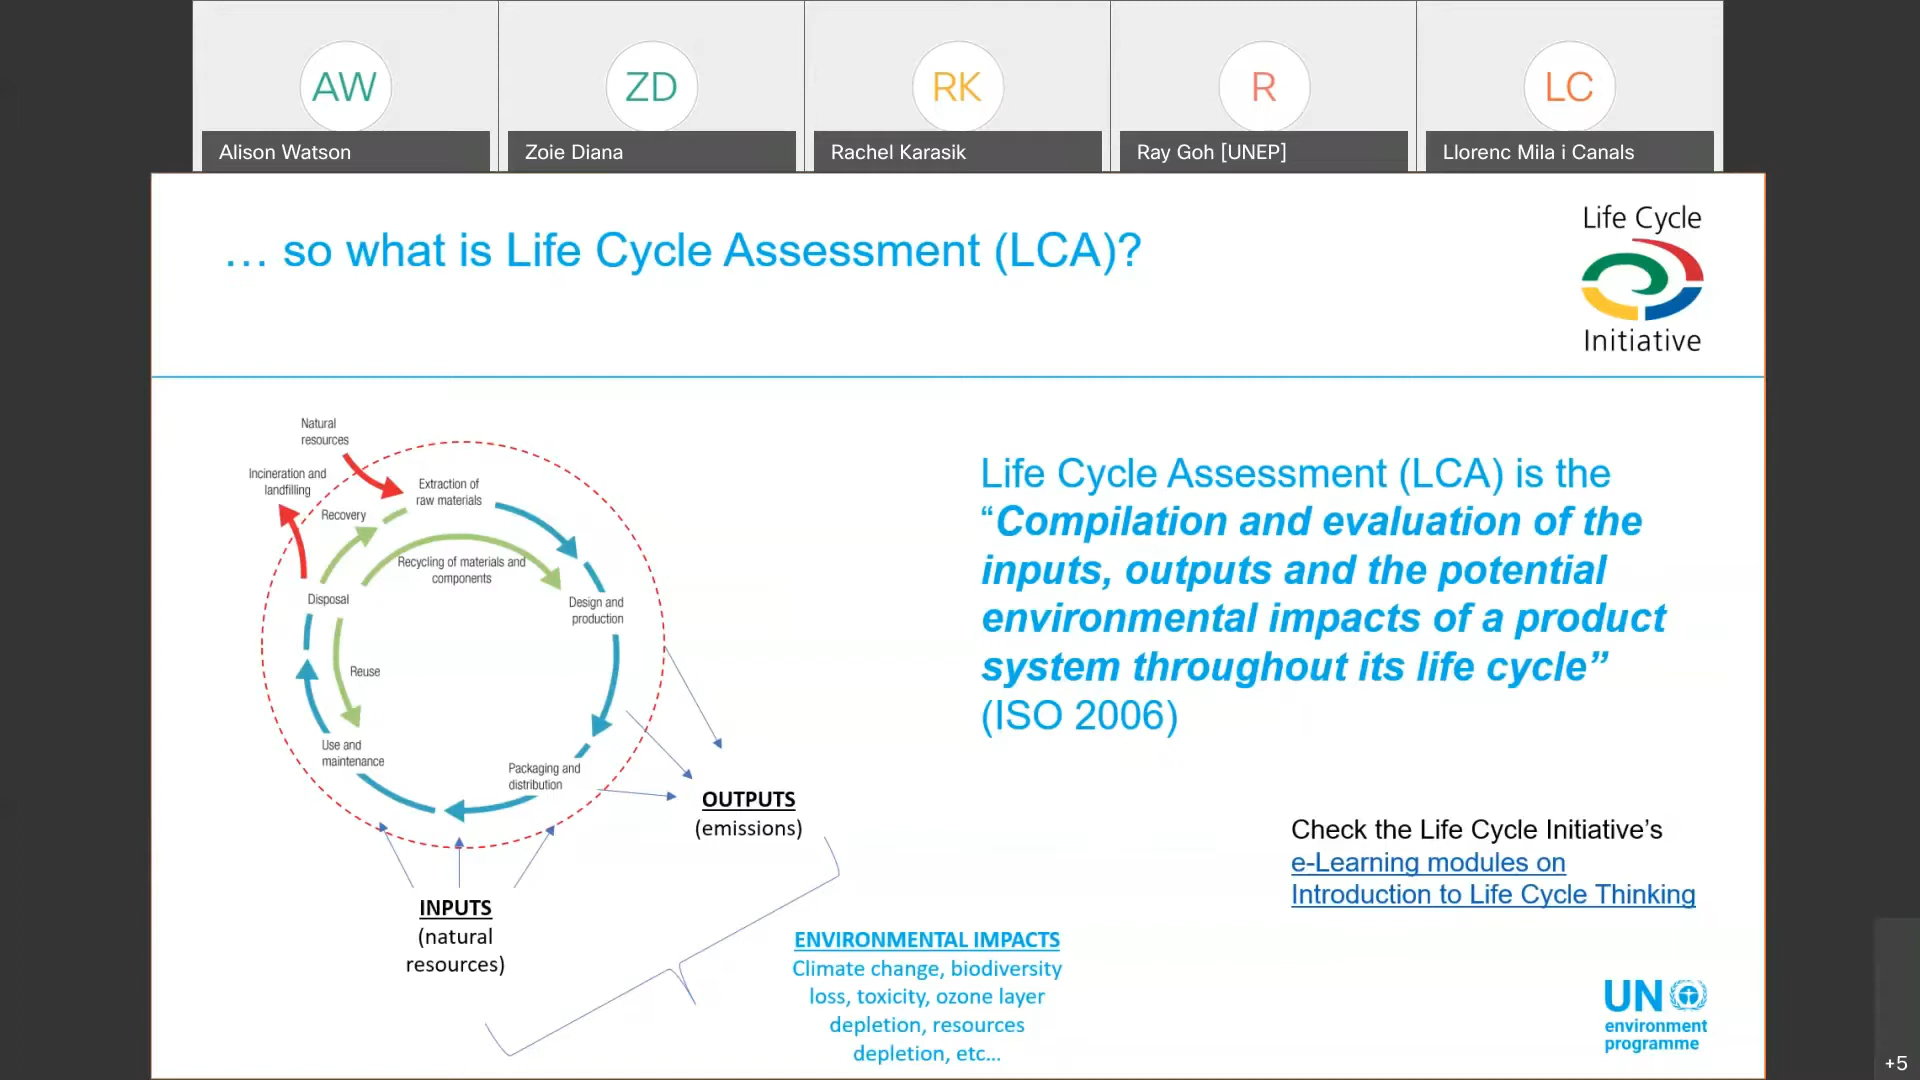 AW
ZD
RK
R
LC
Alison Watson
Zoie Diana
Rachel Karasik
Ray Goh [UNEP]
Llorenc Mila i Canals
… so what is Life Cycle Assessment (LCA)?
Life Cycle
Initiative
Natural
resources
Incineration and
landfilling
Recovery
Extraction of
raw materials
Recycling of materials and
components
Disposal
Design and
production
Reuse
Use and
maintenance
Packaging and
distribution
OUTPUTS
(emissions)
INPUTS
(natural
resources)
ENVIRONMENTAL IMPACTS
Climate change, biodiversity
loss, toxicity, ozone layer
depletion, resources
depletion, etc…
Life Cycle Assessment (LCA) is the
“Compilation and evaluation of the
inputs, outputs and the potential
environmental impacts of a product
system throughout its life cycle”
(ISO 2006)
Check the Life Cycle Initiative’s
e-Learning modules on
Introduction to Life Cycle Thinking
UN
environment
programme
+5